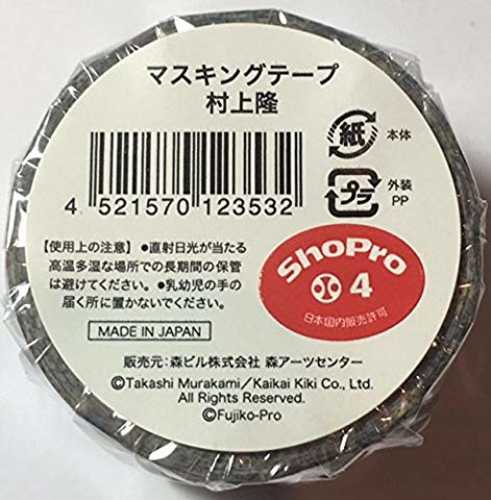 マスキングテープ
村上隆
紙
本体
プラ
外装
PP
4 521570 123532
【使用上の注意】 ●直射日光が当たる
高温多湿な場所での長期間の保管
は避けてください。●乳幼児の手の
届く所に置かないでください。
ShoPro
4
日本国内販売許可
MADE IN JAPAN
販売元：森ビル株式会社 森アーツセンター
©Takashi Murakami／Kaikai Kiki Co., Ltd.
All Rights Reserved.
©Fujiko-Pro